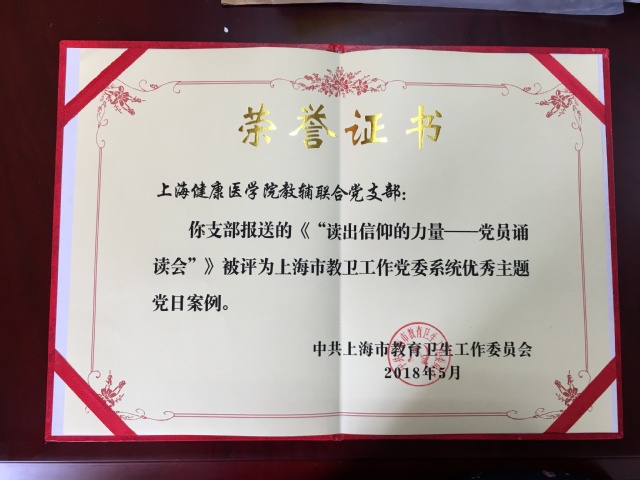 荣誉证书
上海健康医学院教辅联合党支部：
你支部报送的《“读出信仰的力量——党员诵
读会”》被评为上海市教卫工作党委系统优秀主题
党日案例。
中共上海市教育卫生工作委员会
2018年5月